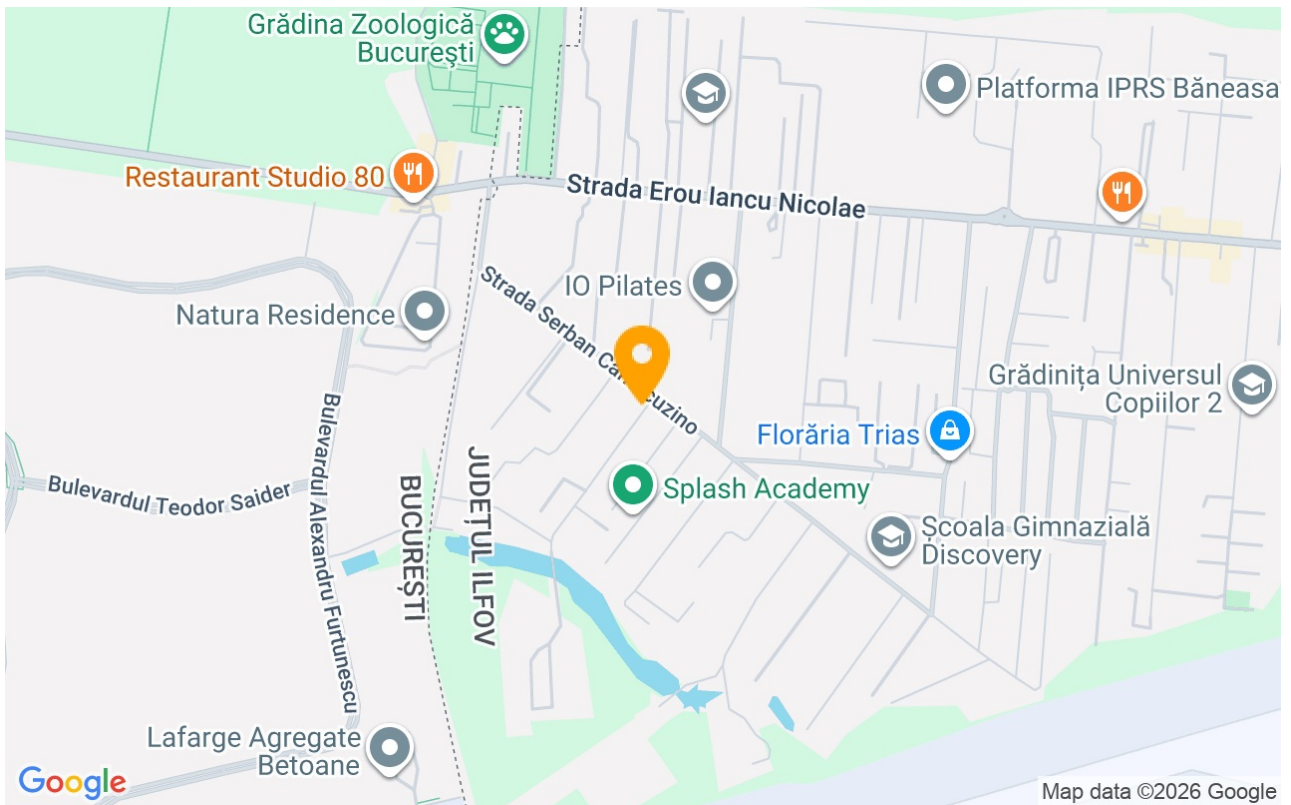 Grădina Zoologică
Bucureşti
Platforma IPRS Băneasa
Restaurant Studio 80
Strada Erou Iancu Nicolae
IO Pilates
Strada Serban
cuzino
Natura Residence
Grădinița Universul
Copiilor 2
Florăria Trias
Bulevardul Teodor Saider
Bulevardul Alexandru Furtunescu
BUCUREȘTI
JUDEȚUL ILFOV
Splash Academy
Școala Gimnazială
Discovery
Lafarge Agregate
Betoane
Google
Map data ©2026 Google